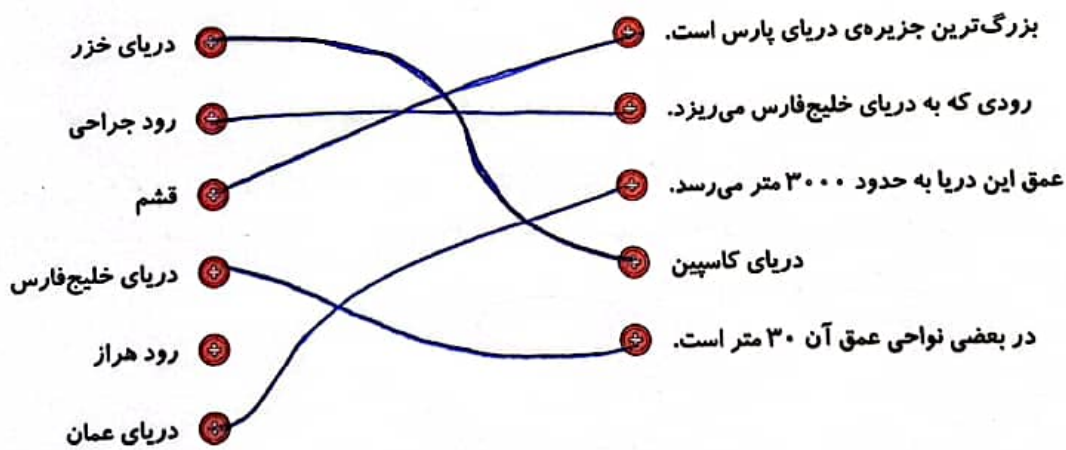 بزرگ‌ترین جزیره‌ی دریای پارس است.
دریای خزر
رودی که به دریای خلیج‌فارس می‌ریزد.
رود جراحی
عمق این دریا به حدود ۳۰۰۰ متر می‌رسد.
قشم
دریای کاسپین
دریای خلیج‌فارس
در بعضی نواحی عمق آن ۳۰ متر است.
رود هراز
دریای عمان